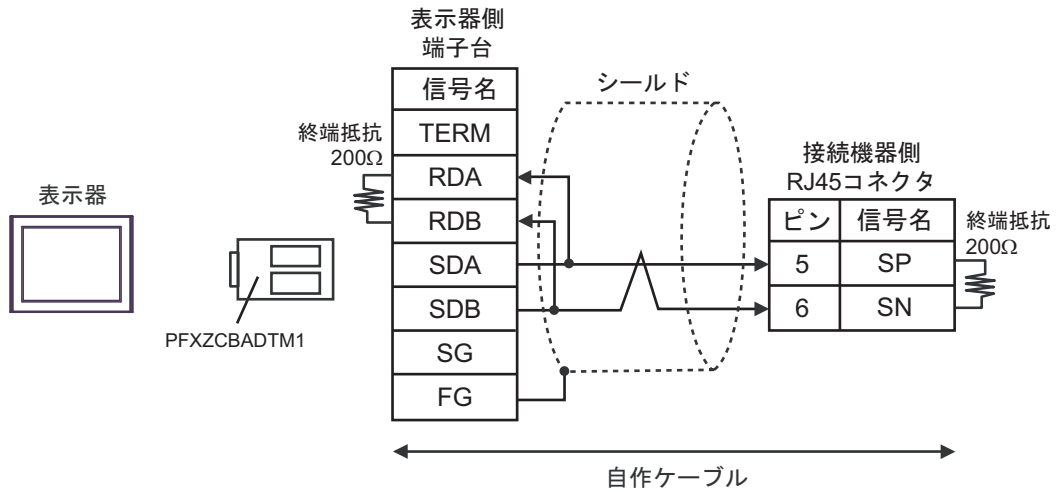 表示器側
端子台
信号名
TERM
RDA
RDB
SDA
SDB
SG
FG
終端抵抗
200Ω
シールド
表示器
PFXZCBADTM1
接続機器側
RJ45コネクタ
ピン 信号名
5 SP
6 SN
終端抵抗
200Ω
自作ケーブル